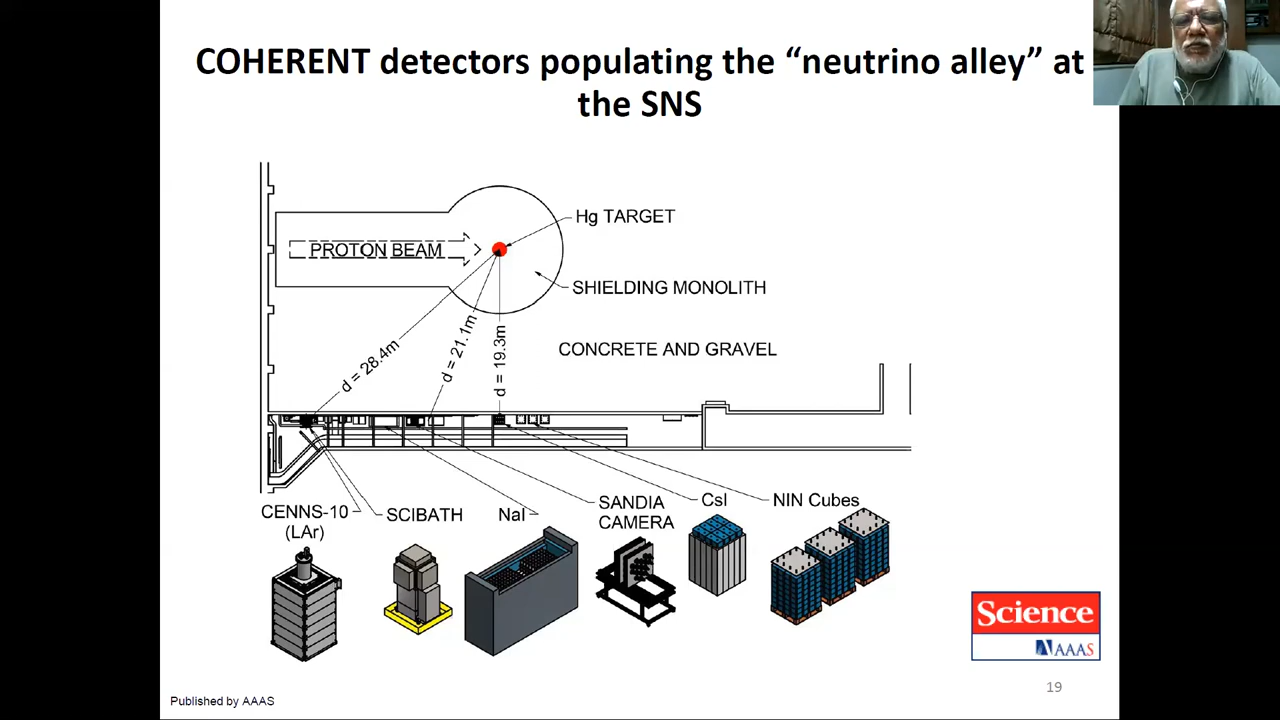 COHERENT detectors populating the “neutrino alley” at
the SNS
Hg TARGET
PROTON BEAM
SHIELDING MONOLITH
d = 28.4m
d = 21.1m
d = 19.3m
CONCRETE AND GRAVEL
CENNS-10
(LAr)
SCIBATH
NaI
SANDIA
CAMERA
CsI
NIN Cubes
Science
AAAS
19
Published by AAAS